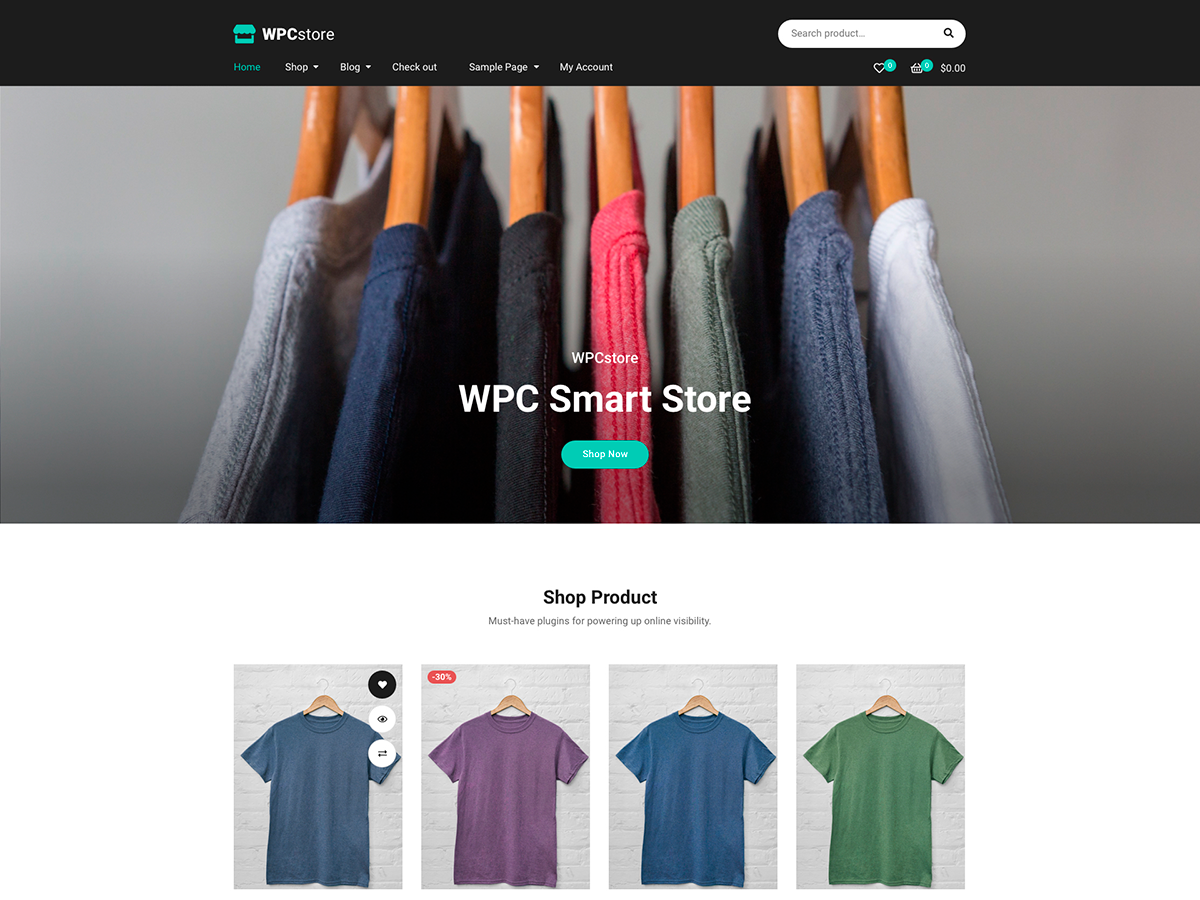 WPCstore
Search product...
Home Shop Blog Check out Sample Page My Account
0 0 $0.00
WPCstore
WPC Smart Store
Shop Now
Shop Product
Must-have plugins for powering up online visibility.
-30%